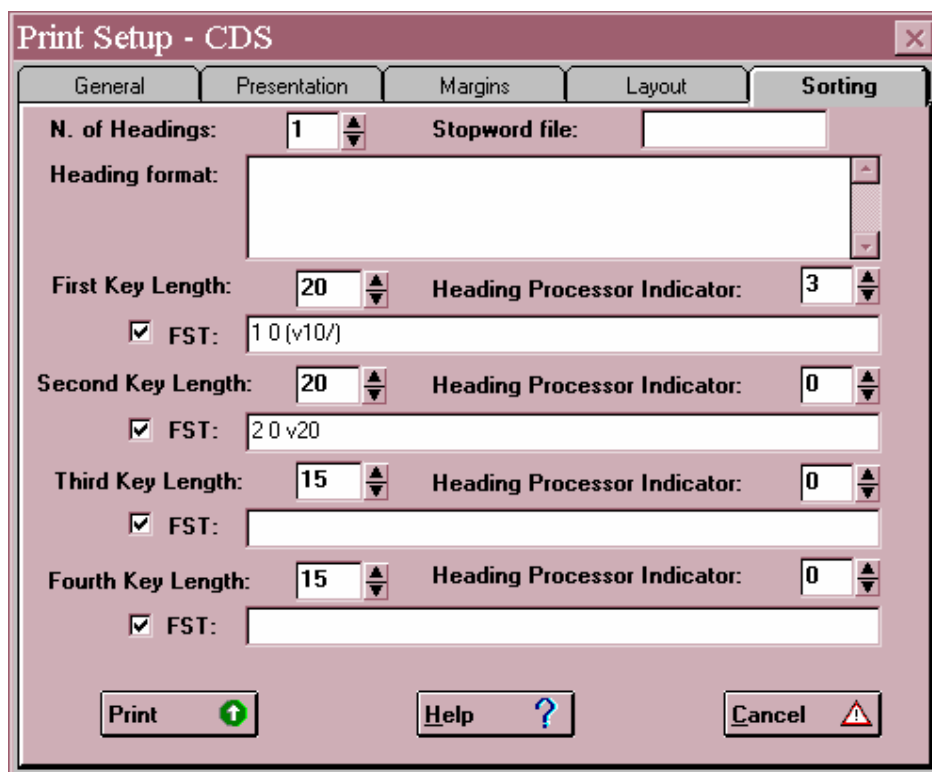 Print Setup - CDS
General Presentation Margins Layout Sorting
N. of Headings: 1 Stopword file:
Heading format:
First Key Length: 20 Heading Processor Indicator: 3
FST: 1 0 (v10/)
Second Key Length: 20 Heading Processor Indicator: 0
FST: 2 0 v20
Third Key Length: 15 Heading Processor Indicator: 0
FST:
Fourth Key Length: 15 Heading Processor Indicator: 0
FST:
Print Help ? Cancel